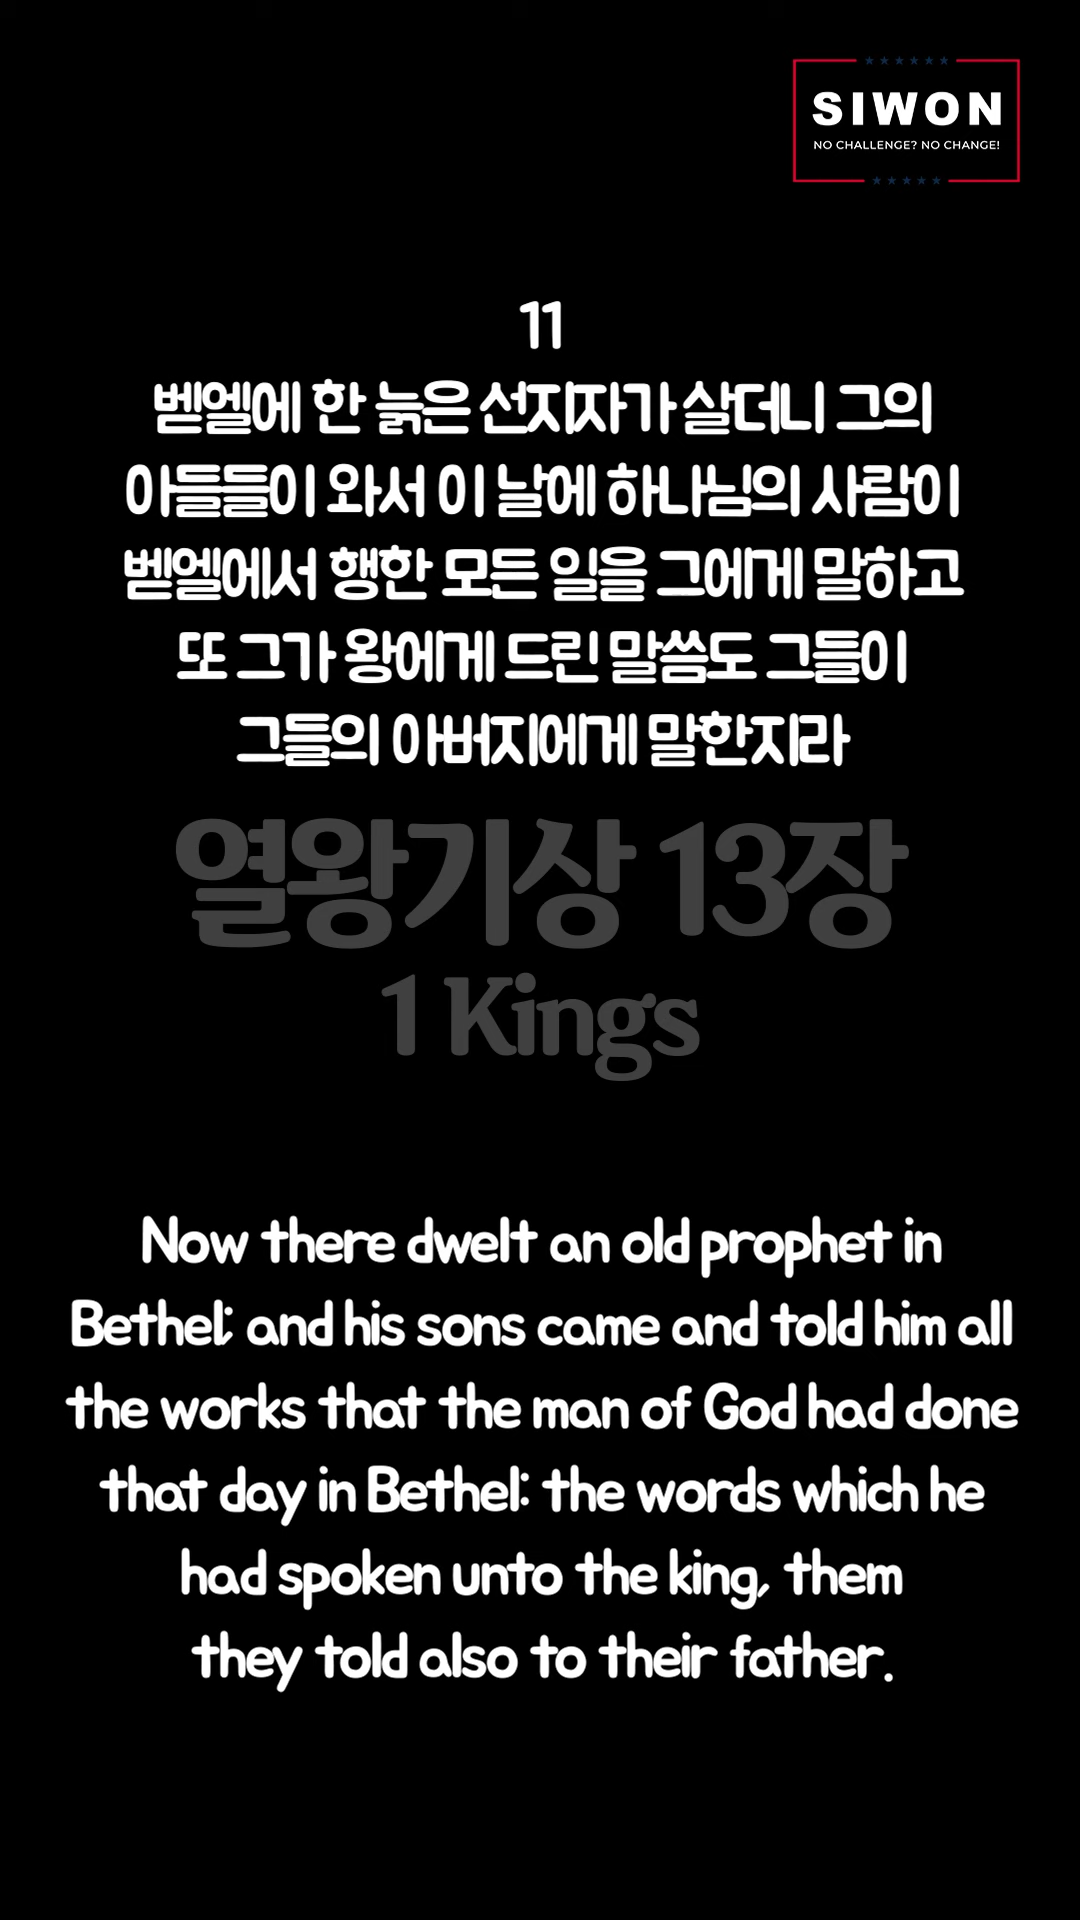 SIWON
NO CHALLENGE? NO CHANGE!
11
벧엘에 한 늙은 선지자가 살더니 그의
아들들이 와서 이 날에 하나님의 사람이
벧엘에서 행한 모든 일을 그에게 말하고
또 그가 왕에게 드린 말씀도 그들이
그들의 아버지에게 말한지라
열왕기상 13장
1 Kings
Now there dwelt an old prophet in
Bethel; and his sons came and told him all
the works that the man of God had done
that day in Bethel: the words which he
had spoken unto the king, them
they told also to their father.